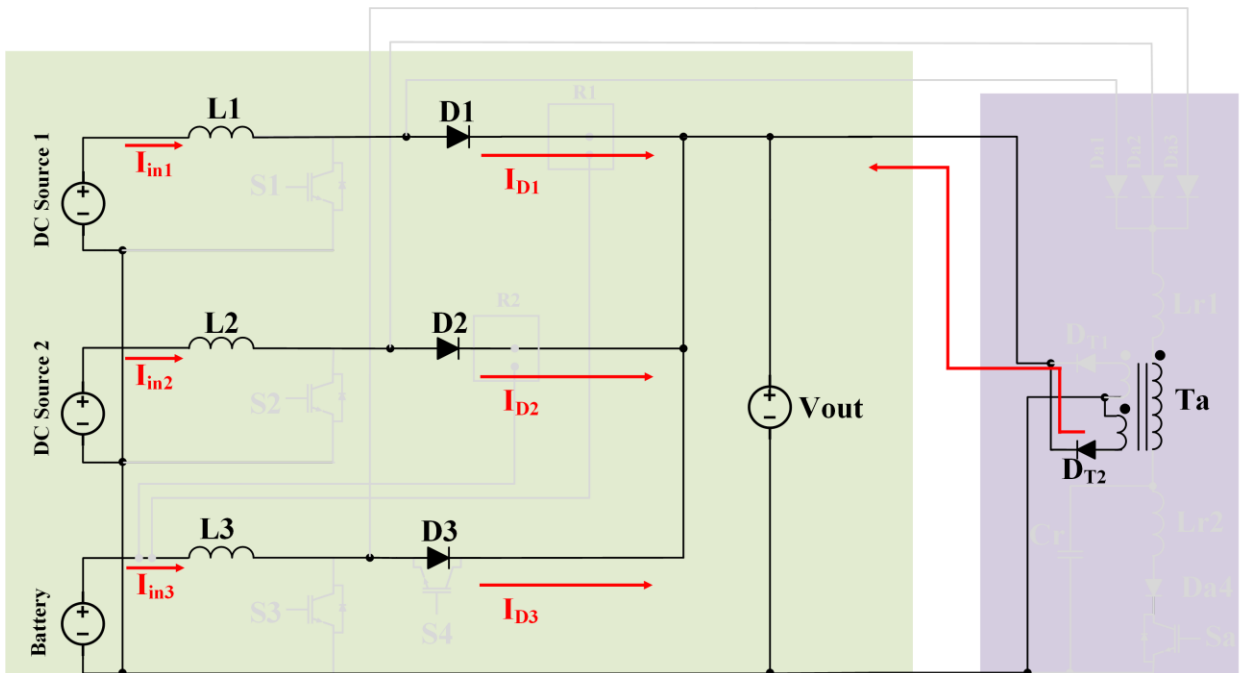 R1
L1
D1
DC Source 1
Iin1
S1
ID1
Da1
Da2
Da3
R2
L2
D2
DC Source 2
Iin2
S2
ID2
Vout
Lr1
DT1
Ta
DT2
L3
D3
Battery
Iin3
S3
S4
ID3
Cr
Lr2
Da4
Sa